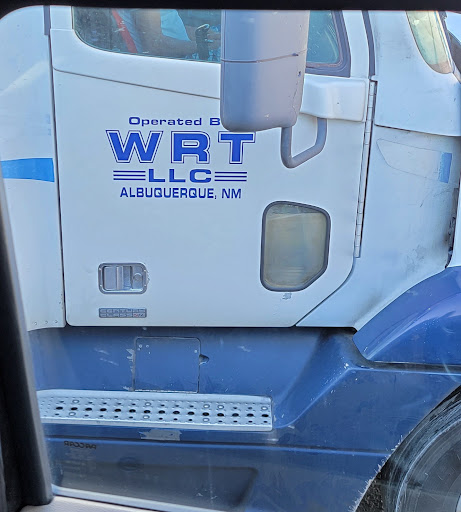 Operated B
WRT
LLC
ALBUQUERQUE, NM